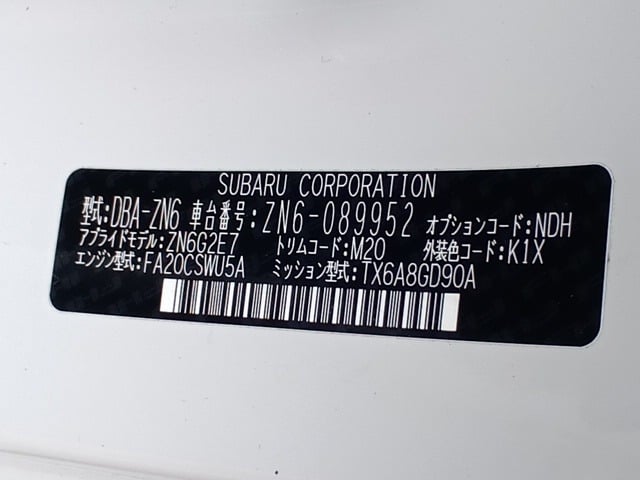 SUBARU CORPORATION
型式:DBA-ZN6 車台番号:ZN6-089952 オプションコード:NDH
アプライドモデル:ZN6G2E7 トリムコード:M20 外装色コード:K1X
エンジン型式:FA20CSWU5A ミッション型式:TX6A8GD90A